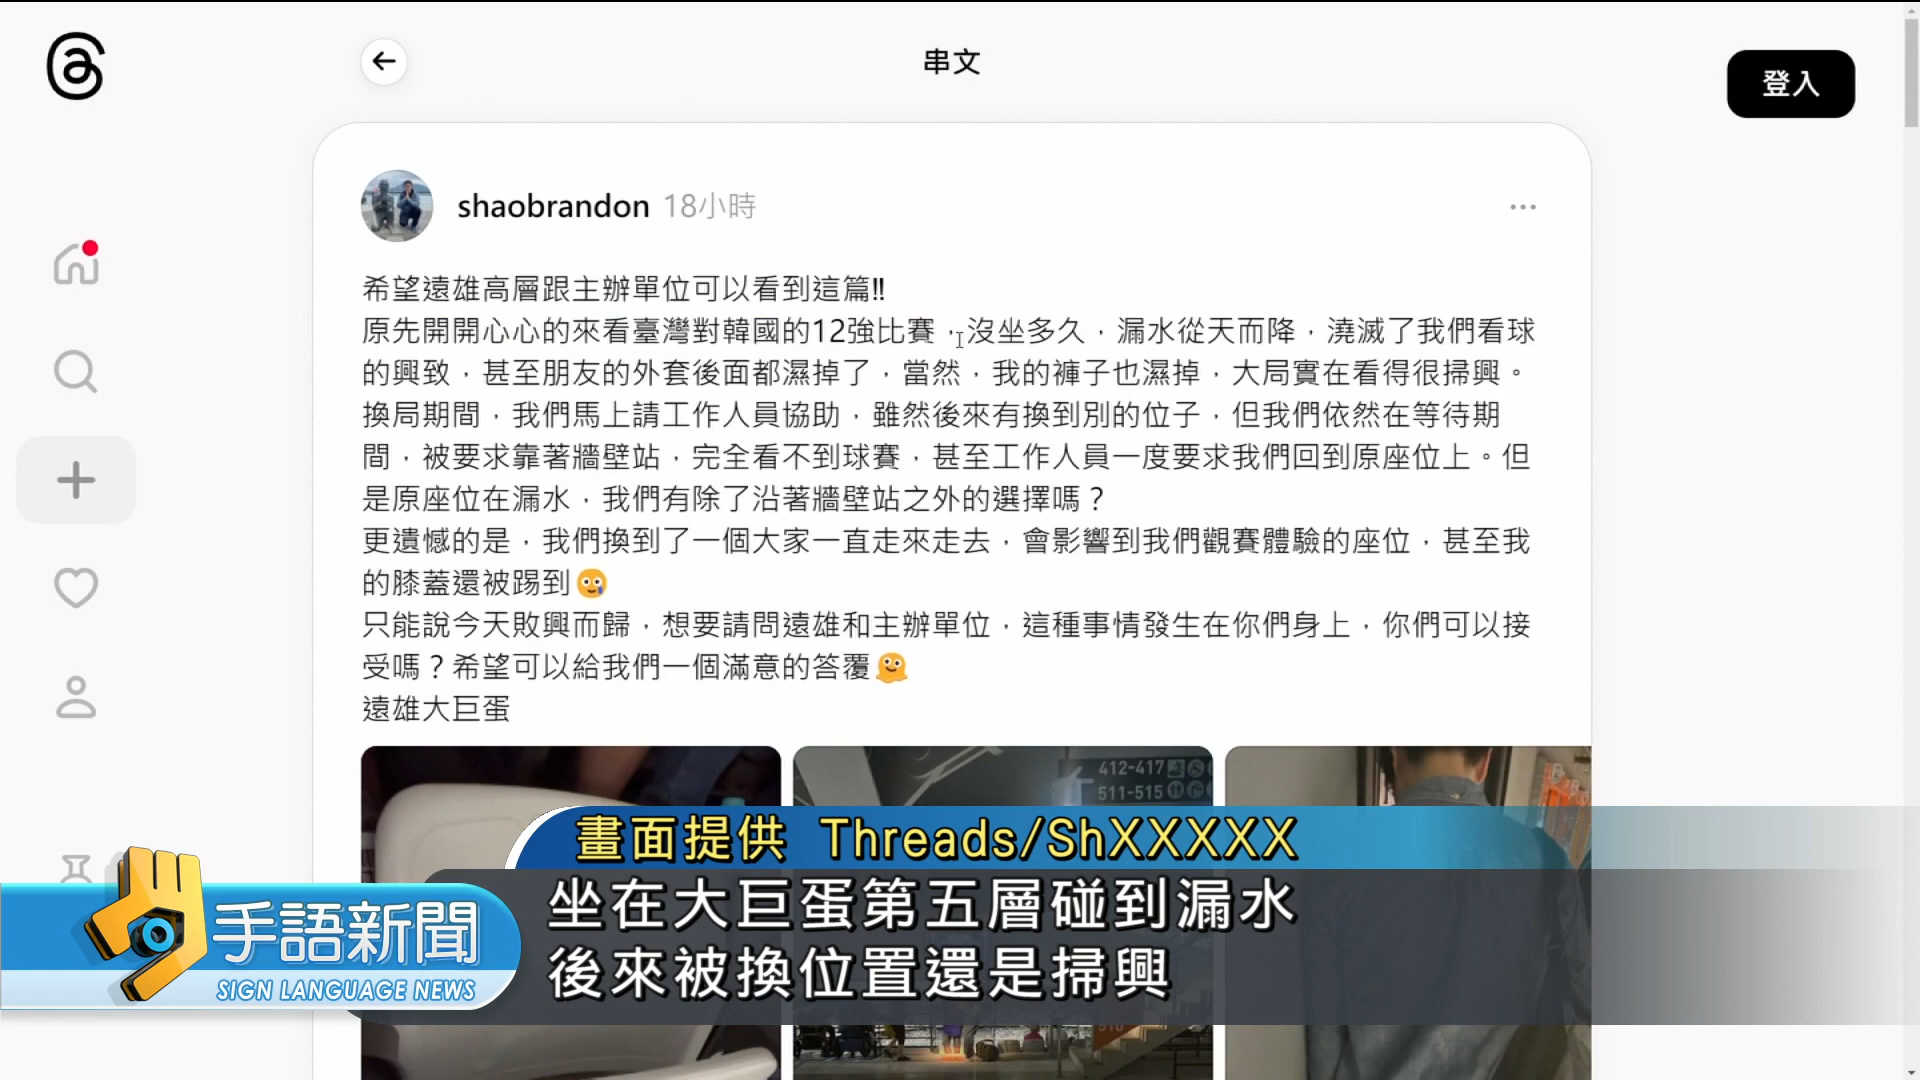 串文
登入
shaobrandon 18小時
希望遠雄高層跟主辦單位可以看到這篇‼
原先開開心心的來看臺灣對韓國的12強比賽，沒坐多久，漏水從天而降，澆滅了我們看球
的興致，甚至朋友的外套後面都濕掉了，當然，我的褲子也濕掉，大局實在看得很掃興。
換局期間，我們馬上請工作人員協助，雖然後來有換到別的位子，但我們依然在等待期
間，被要求靠著牆壁站，完全看不到球賽，甚至工作人員一度要求我們回到原座位上。但
是原座位在漏水，我們有除了沿著牆壁站之外的選擇嗎？
更遺憾的是，我們換到了一個大家一直走來走去，會影響到我們觀賽體驗的座位，甚至我
的膝蓋還被踢到🥲
只能說今天敗興而歸，想要請問遠雄和主辦單位，這種事情發生在你們身上，你們可以接
受嗎？希望可以給我們一個滿意的答覆🫠
遠雄大巨蛋
412-417
511-515
畫面提供 Threads/ShXXXXX
坐在大巨蛋第五層碰到漏水
後來被換位置還是掃興
手語新聞
SIGN LANGUAGE NEWS